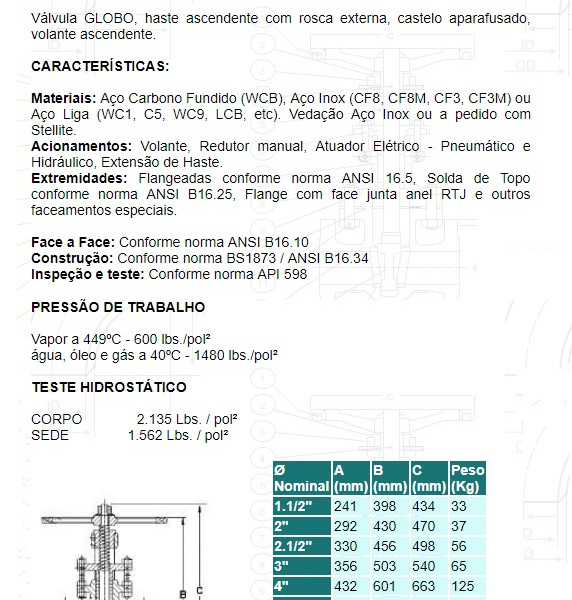 Válvula GLOBO, haste ascendente com rosca externa, castelo aparafusado,
volante ascendente.
CARACTERÍSTICAS:
Materiais: Aço Carbono Fundido (WCB), Aço Inox (CF8, CF8M, CF3, CF3M) ou
Aço Liga (WC1, C5, WC9, LCB, etc). Vedação Aço Inox ou a pedido com
Stellite.
Acionamentos: Volante, Redutor manual, Atuador Elétrico - Pneumático e
Hidráulico, Extensão de Haste.
Extremidades: Flangeadas conforme norma ANSI 16.5, Solda de Topo
conforme norma ANSI B16.25, Flange com face junta anel RTJ e outros
faceamentos especiais.
Face a Face: Conforme norma ANSI B16.10
Construção: Conforme norma BS1873 / ANSI B16.34
Inspeção e teste: Conforme norma API 598
PRESSÃO DE TRABALHO
Vapor a 449ºC - 600 lbs./pol²
água, óleo e gás a 40ºC - 1480 lbs./pol²
TESTE HIDROSTÁTICO
CORPO 2.135 Lbs. / pol²
SEDE 1.562 Lbs. / pol²
Ø Nominal A (mm) B (mm) C (mm) Peso (Kg)
1.1/2" 241 398 434 33
2" 292 430 470 37
2.1/2" 330 456 498 56
3" 356 503 540 65
4" 432 601 663 125
B C